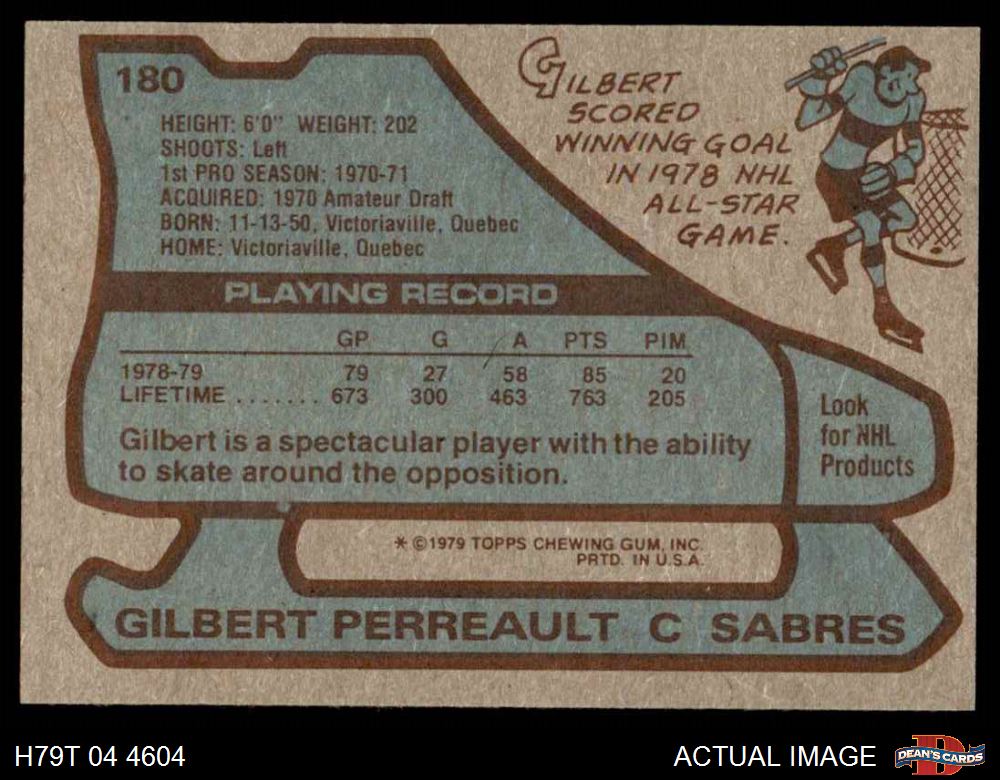 180
HEIGHT: 6'0" WEIGHT: 202
SHOOTS: Left
1st PRO SEASON: 1970-71
ACQUIRED: 1970 Amateur Draft
BORN: 11-13-50, Victoriaville, Quebec
HOME: Victoriaville, Quebec
GILBERT
SCORED
WINNING GOAL
IN 1978 NHL
ALL-STAR
GAME.
PLAYING RECORD
GP G A PTS PIM
1978-79 79 27 58 85 20
LIFETIME ....... 673 300 463 763 205
Gilbert is a spectacular player with the ability
to skate around the opposition.
Look
for NHL
Products
* ©1979 TOPPS CHEWING GUM, INC.
PRTD. IN U.S.A.
GILBERT PERREAULT C SABRES
H79T 04 4604
ACTUAL IMAGE
DEAN'S CARDS